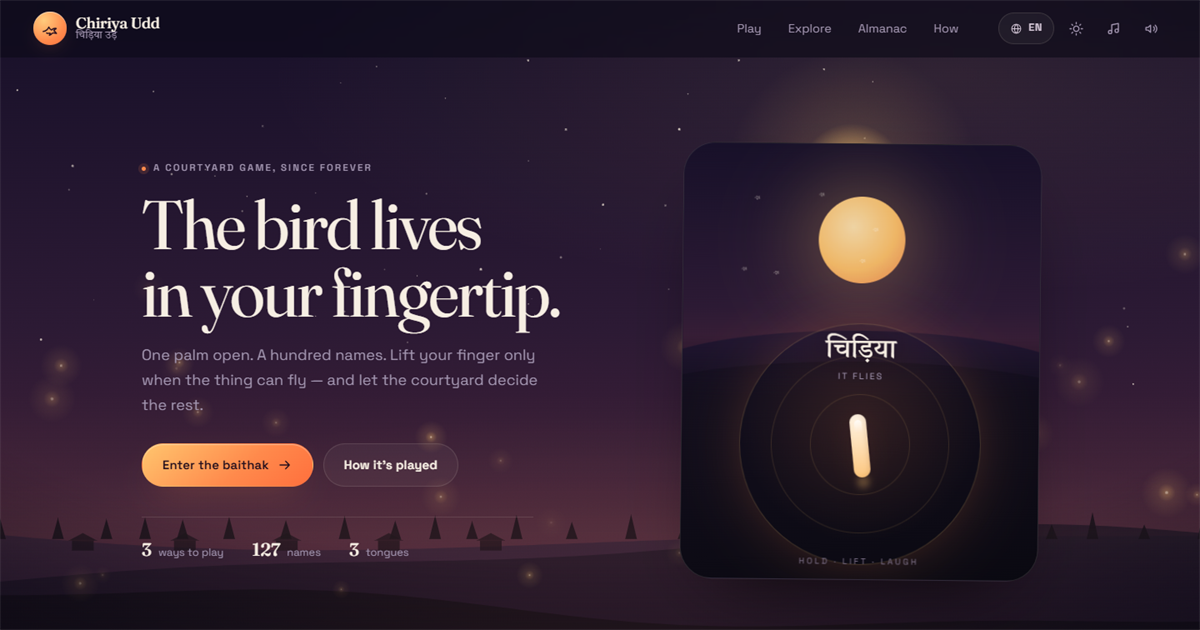 Chiriya Udd
चिड़िया उड़
Play
Explore
Almanac
How
EN
A COURTYARD GAME, SINCE FOREVER
The bird lives
in your fingertip.
One palm open. A hundred names. Lift your finger only
when the thing can fly — and let the courtyard decide
the rest.
Enter the baithak →
How it's played
3 ways to play
127 names
3 tongues
चिड़िया
IT FLIES
HOLD · LIFT · LAUGH